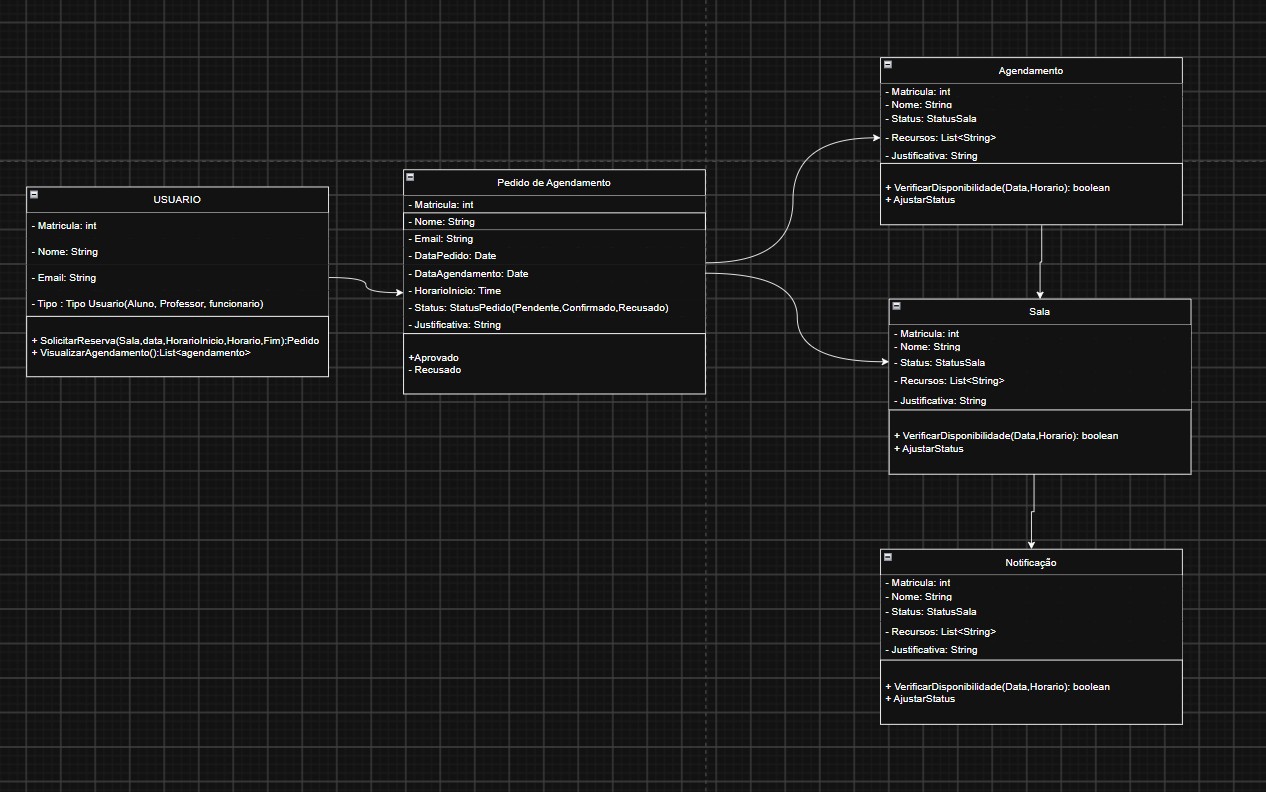 USUARIO
- Matricula: int
- Nome: String
- Email: String
- Tipo : Tipo Usuario(Aluno, Professor, funcionario)
+ SolicitarReserva(Sala,data,HorarioInicio,Horario,Fim):Pedido
+ VisualizarAgendamento():List<agendamento>
Pedido de Agendamento
- Matricula: int
- Nome: String
- Email: String
- DataPedido: Date
- DataAgendamento: Date
- HorarioInicio: Time
- Status: StatusPedido(Pendente,Confirmado,Recusado)
- Justificativa: String
+Aprovado
- Recusado
Agendamento
- Matricula: int
- Nome: String
- Status: StatusSala
- Recursos: List<String>
- Justificativa: String
+ VerificarDisponibilidade(Data,Horario): boolean
+ AjustarStatus
Sala
- Matricula: int
- Nome: String
- Status: StatusSala
- Recursos: List<String>
- Justificativa: String
+ VerificarDisponibilidade(Data,Horario): boolean
+ AjustarStatus
Notificação
- Matricula: int
- Nome: String
- Status: StatusSala
- Recursos: List<String>
- Justificativa: String
+ VerificarDisponibilidade(Data,Horario): boolean
+ AjustarStatus